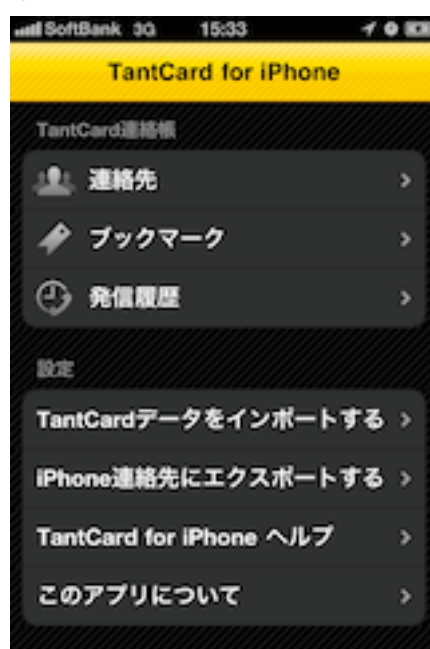 SoftBank 3G 15:33
TantCard for iPhone
TantCard連絡帳
連絡先
ブックマーク
発信履歴
設定
TantCardデータをインポートする
iPhone連絡先にエクスポートする
TantCard for iPhone ヘルプ
このアプリについて